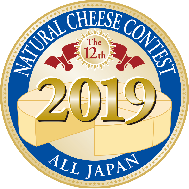 NATURAL CHEESE CONTEST
The
12th
2019
ALL JAPAN